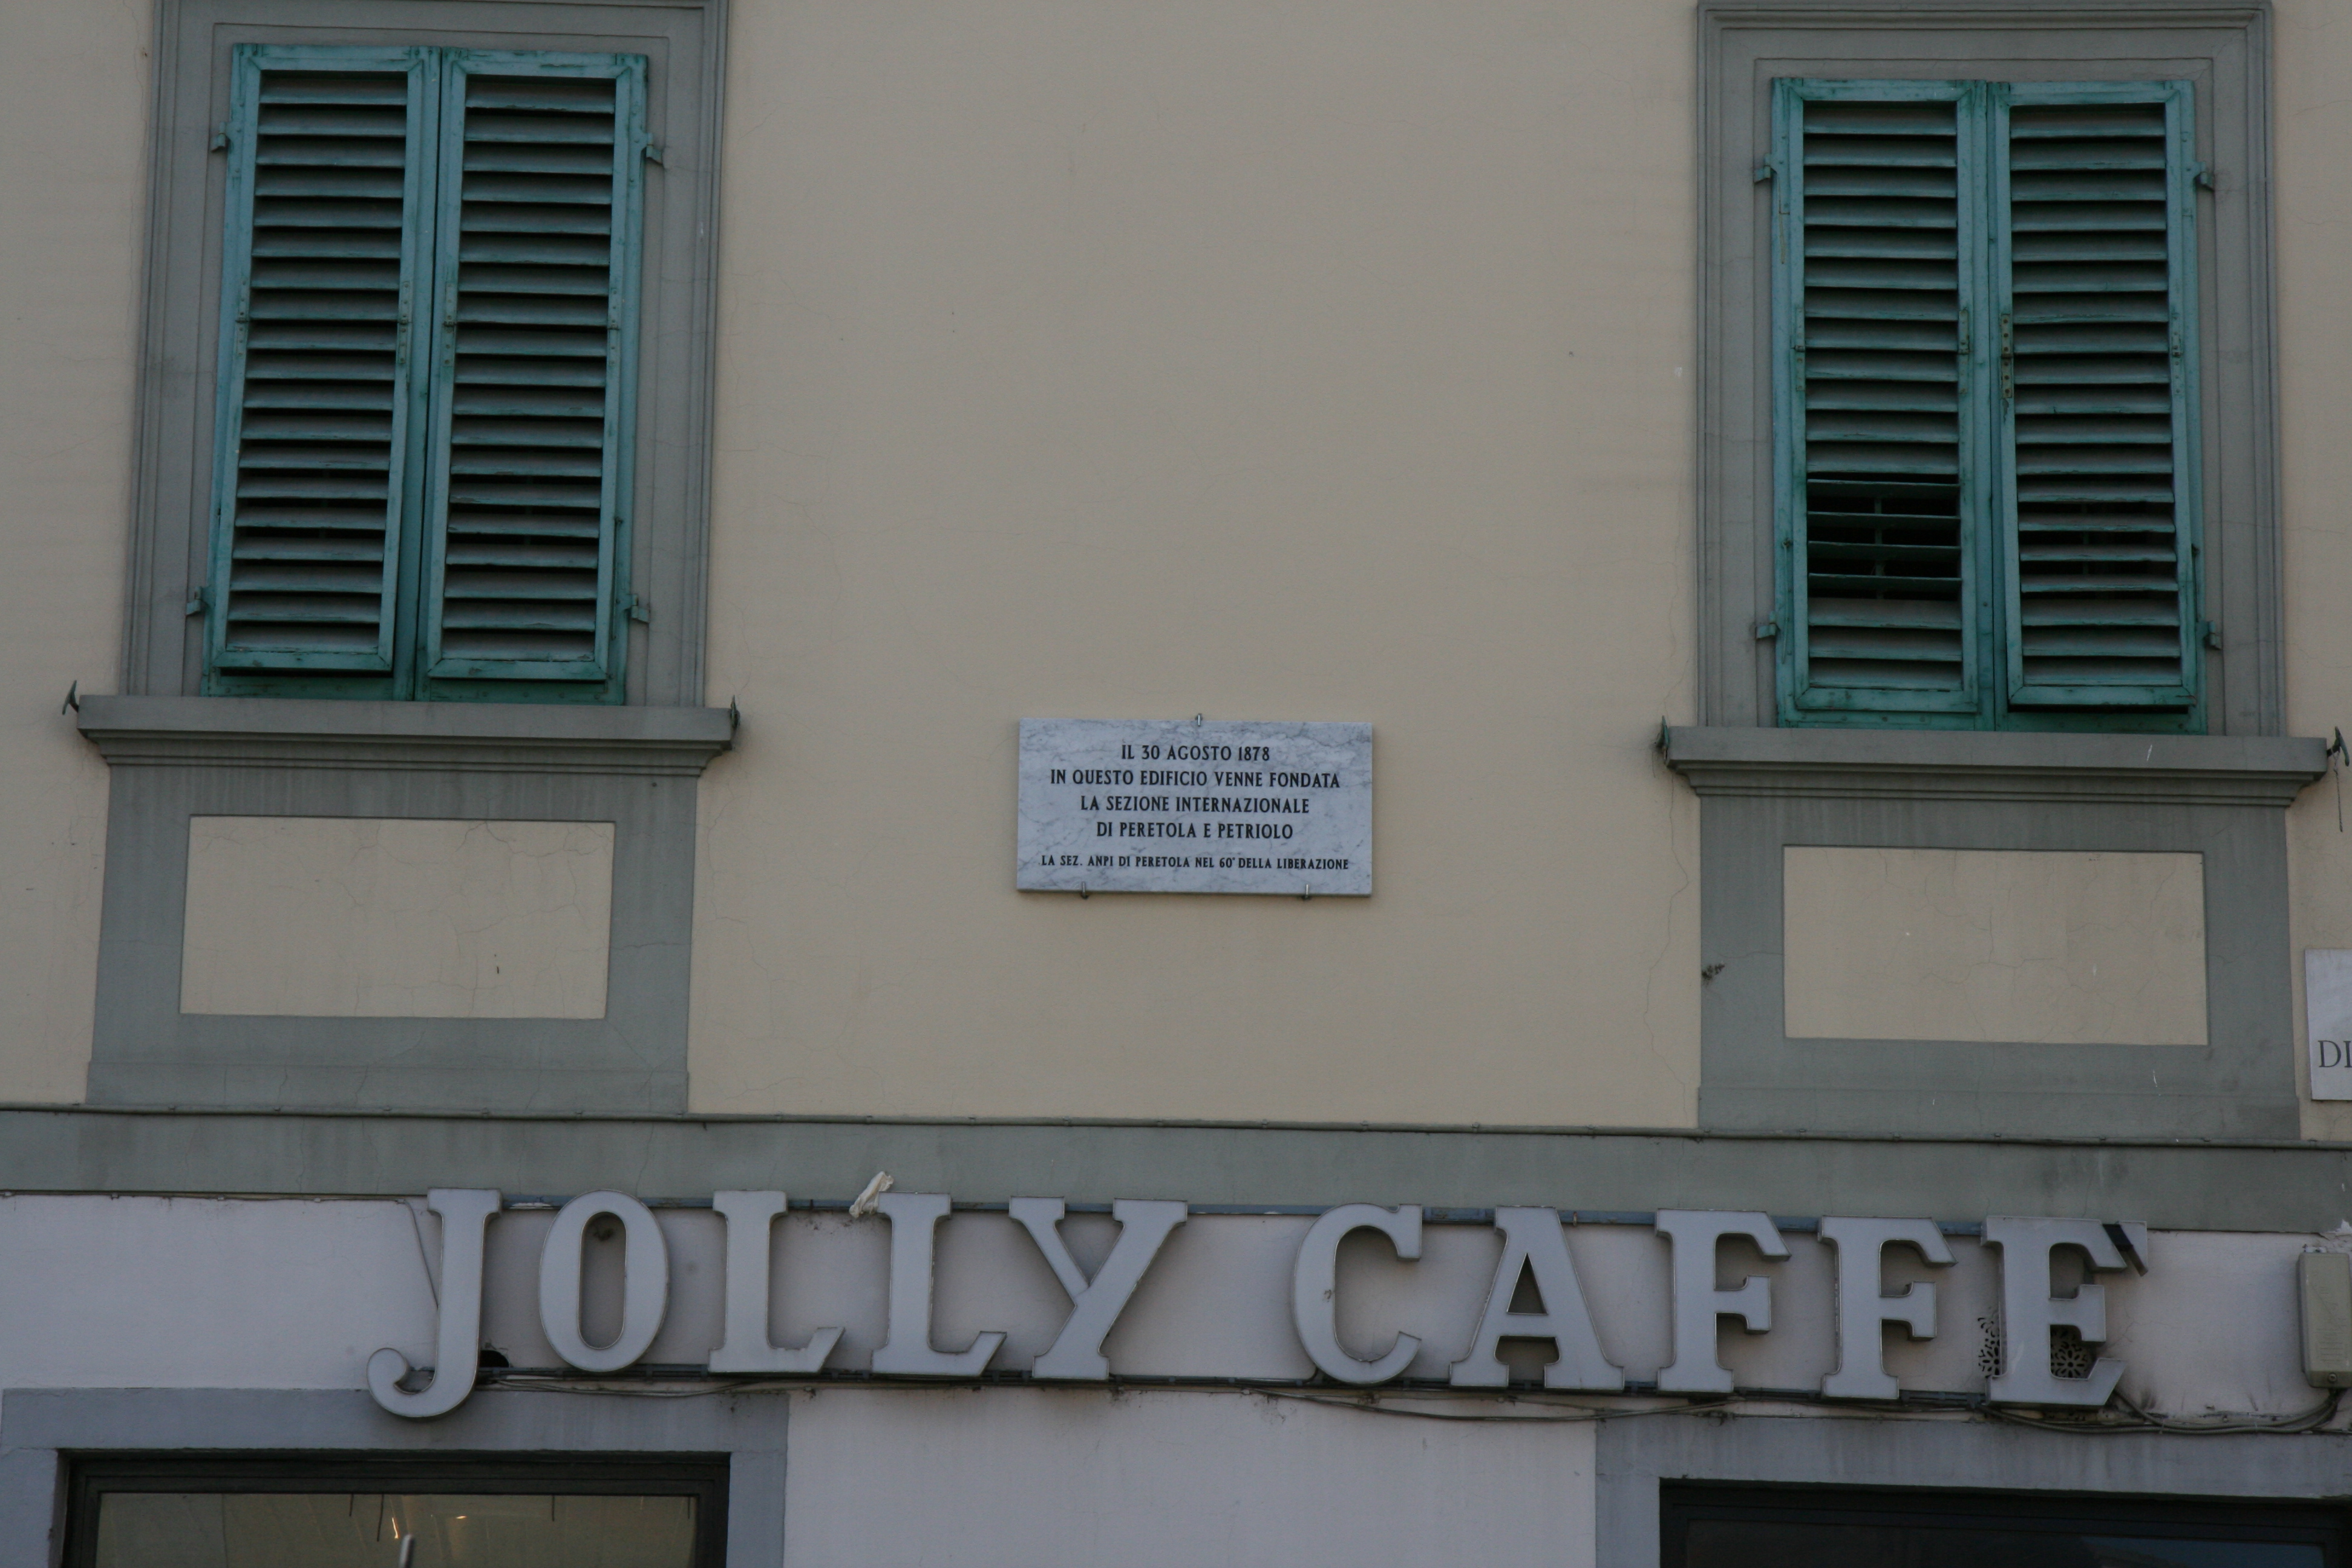 IL 30 AGOSTO 1878
IN QUESTO EDIFICIO VENNE FONDATA
LA SEZIONE INTERNAZIONALE
DI PERETOLA E PETRIOLO
LA SEZ. ANPI DI PERETOLA NEL 60° DELLA LIBERAZIONE
DI
JOLLY CAFFE`